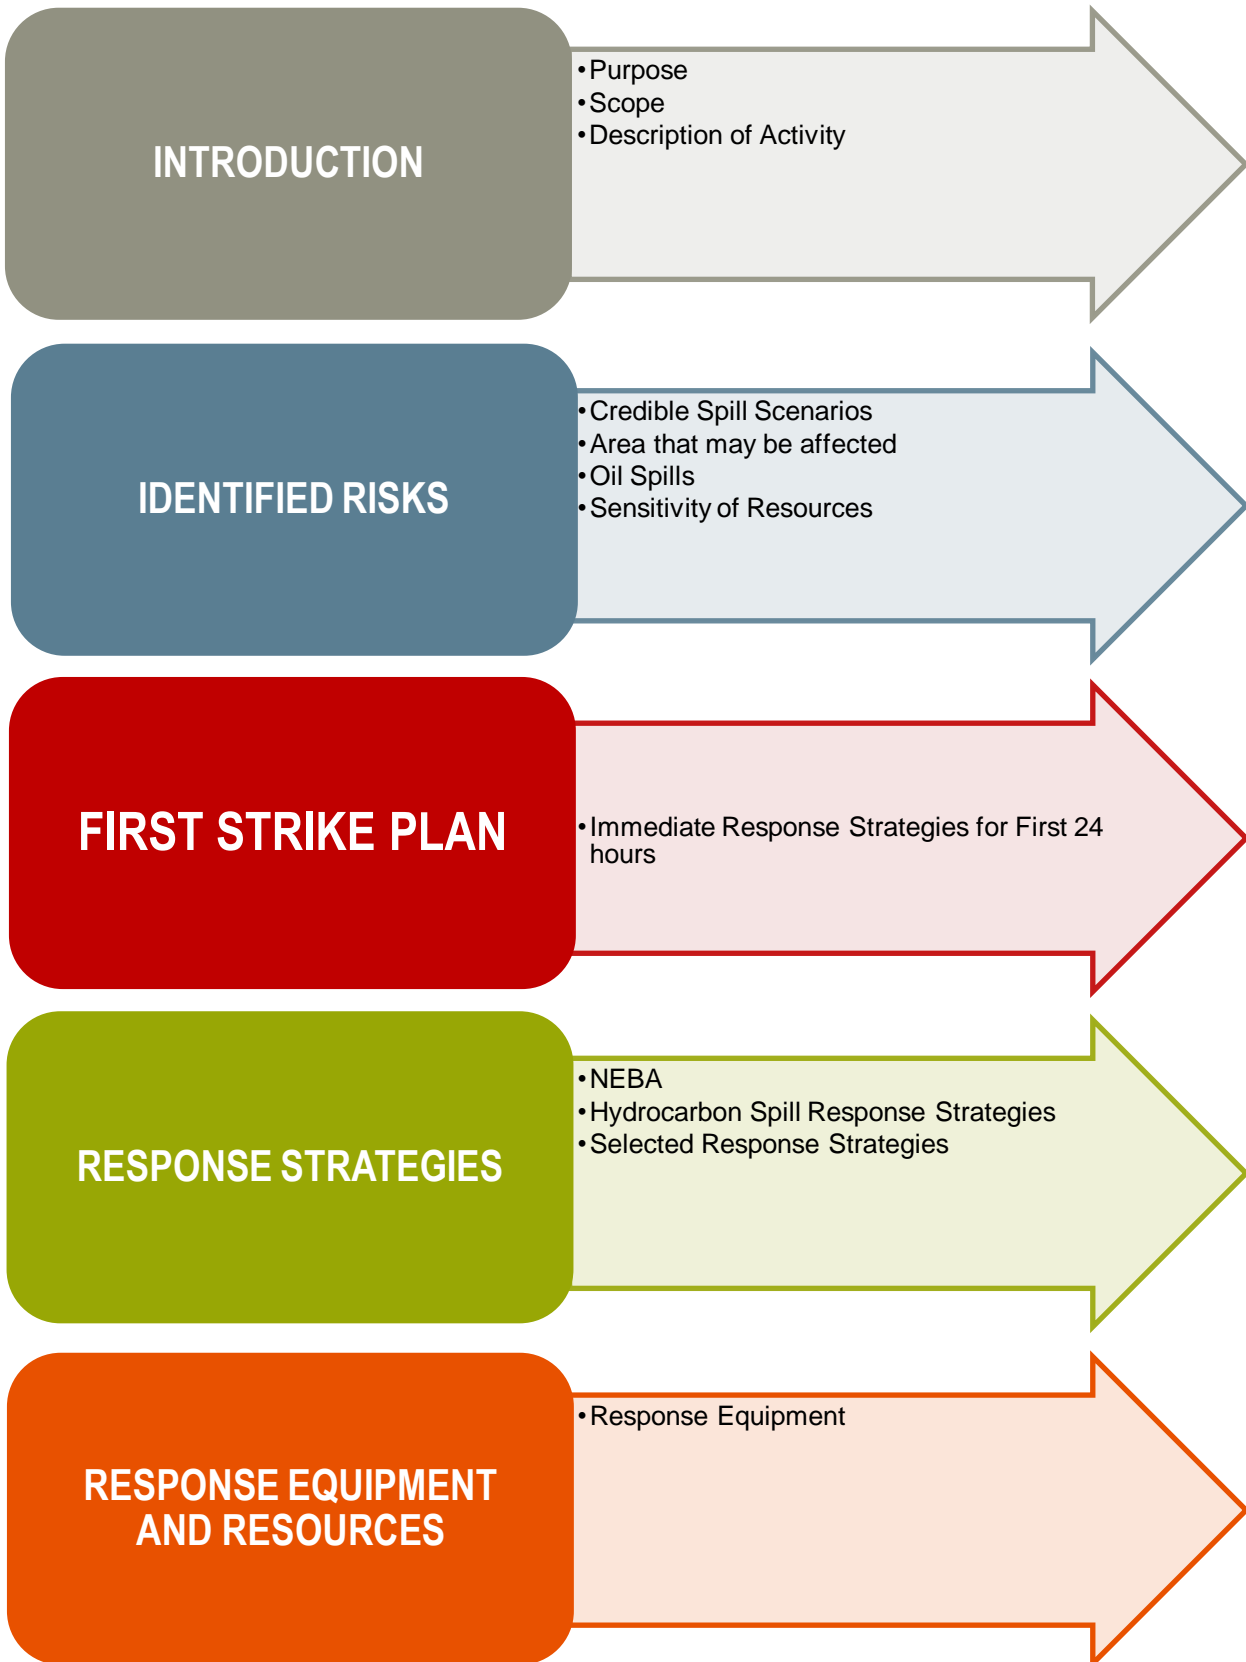 INTRODUCTION
•Purpose
•Scope
•Description of Activity
IDENTIFIED RISKS
•Credible Spill Scenarios
•Area that may be affected
•Oil Spills
•Sensitivity of Resources
FIRST STRIKE PLAN
•Immediate Response Strategies for First 24
hours
RESPONSE STRATEGIES
•NEBA
•Hydrocarbon Spill Response Strategies
•Selected Response Strategies
RESPONSE EQUIPMENT
AND RESOURCES
•Response Equipment